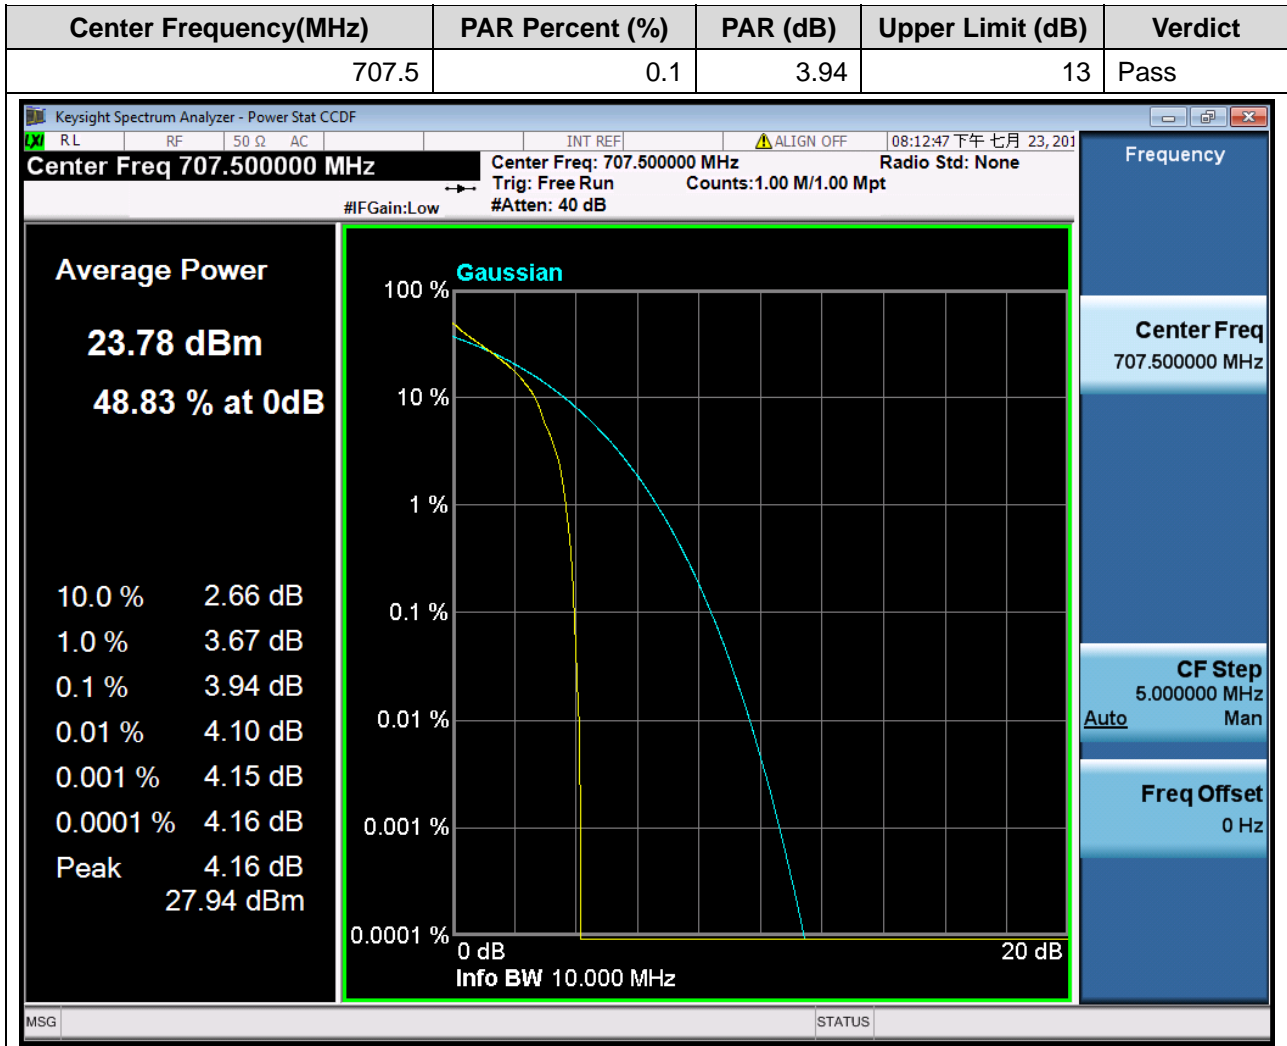 Center Frequency(MHz) PAR Percent (%) PAR (dB) Upper Limit (dB) Verdict
707.5 0.1 3.94 13 Pass
Keysight Spectrum Analyzer - Power Stat CCDF
LXI RL RF 50 Ω AC INT REF ALIGN OFF 08:12:47 下午 七月 23, 201
Center Freq 707.500000 MHz
Center Freq: 707.500000 MHz Radio Std: None
Trig: Free Run Counts:1.00 M/1.00 Mpt
#IFGain:Low #Atten: 40 dB
Average Power
23.78 dBm
48.83 % at 0dB
10.0 % 2.66 dB
1.0 % 3.67 dB
0.1 % 3.94 dB
0.01 % 4.10 dB
0.001 % 4.15 dB
0.0001 % 4.16 dB
Peak 4.16 dB
27.94 dBm
Gaussian
100 %
10 %
1 %
0.1 %
0.01 %
0.001 %
0.0001 %
0 dB 20 dB
Info BW 10.000 MHz
Frequency
Center Freq
707.500000 MHz
CF Step
5.000000 MHz
Auto Man
Freq Offset
0 Hz
MSG STATUS